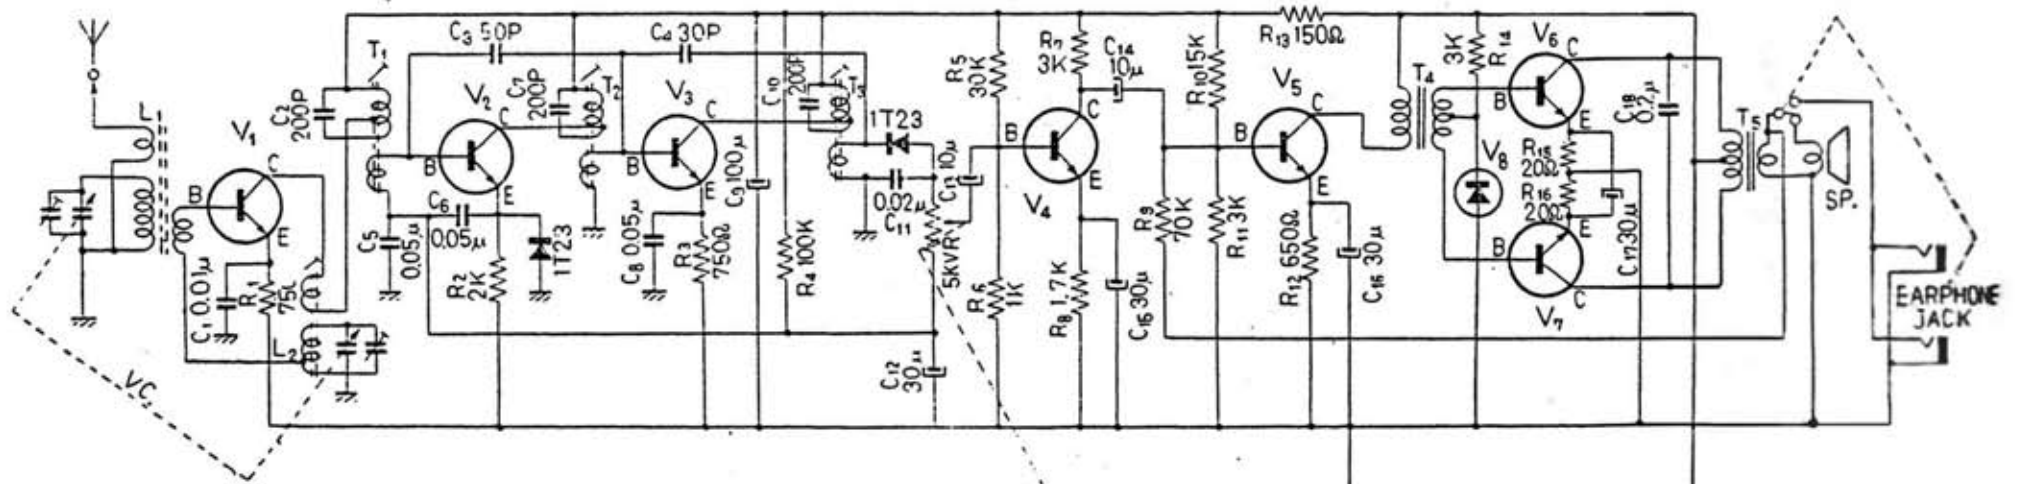 L
V1
B
C
E
C1 0.01μ
R1
L2
VC2
C2
200P
T1
C3 50P
V2
B
C
E
C5
0.05μ
C6
0.05μ
R2
2K
1T23
C7
200P
T2
C4 30P
V3
B
C
E
C8 0.05μ
R3
750Ω
C9 100μ
C10
200P
T3
R4 100K
1T23
0.02μ
C11
5KVR
C12
30μ
C13 10μ
R5
30K
R6
1K
B
C
E
V4
R7
3K
C14
10μ
R8 1.7K
C15 30μ
R9
70K
R10 15K
R11 3K
R13 150Ω
V5
B
C
E
R12 650Ω
C16 30μ
T4
3K
R14
V8
V6
B
C
E
R15
20Ω
R16
20Ω
C17 30μ
B
E
C
V7
C18
0.2μ
T5
SP.
EARPHONE
JACK